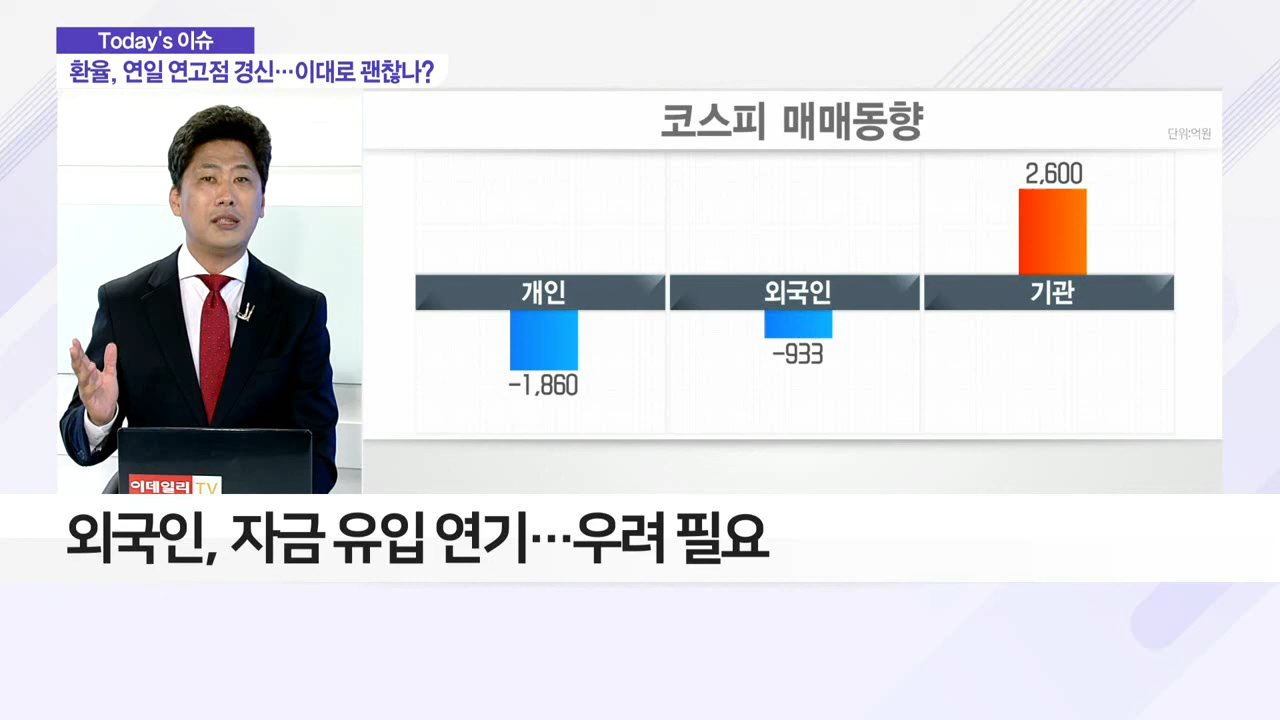 Today's 이슈
환율, 연일 연고점 경신…이대로 괜찮나?
코스피 매매동향
단위:억원
2,600
개인
외국인
기관
-933
-1,860
이데일리 TV
외국인, 자금 유입 연기…우려 필요